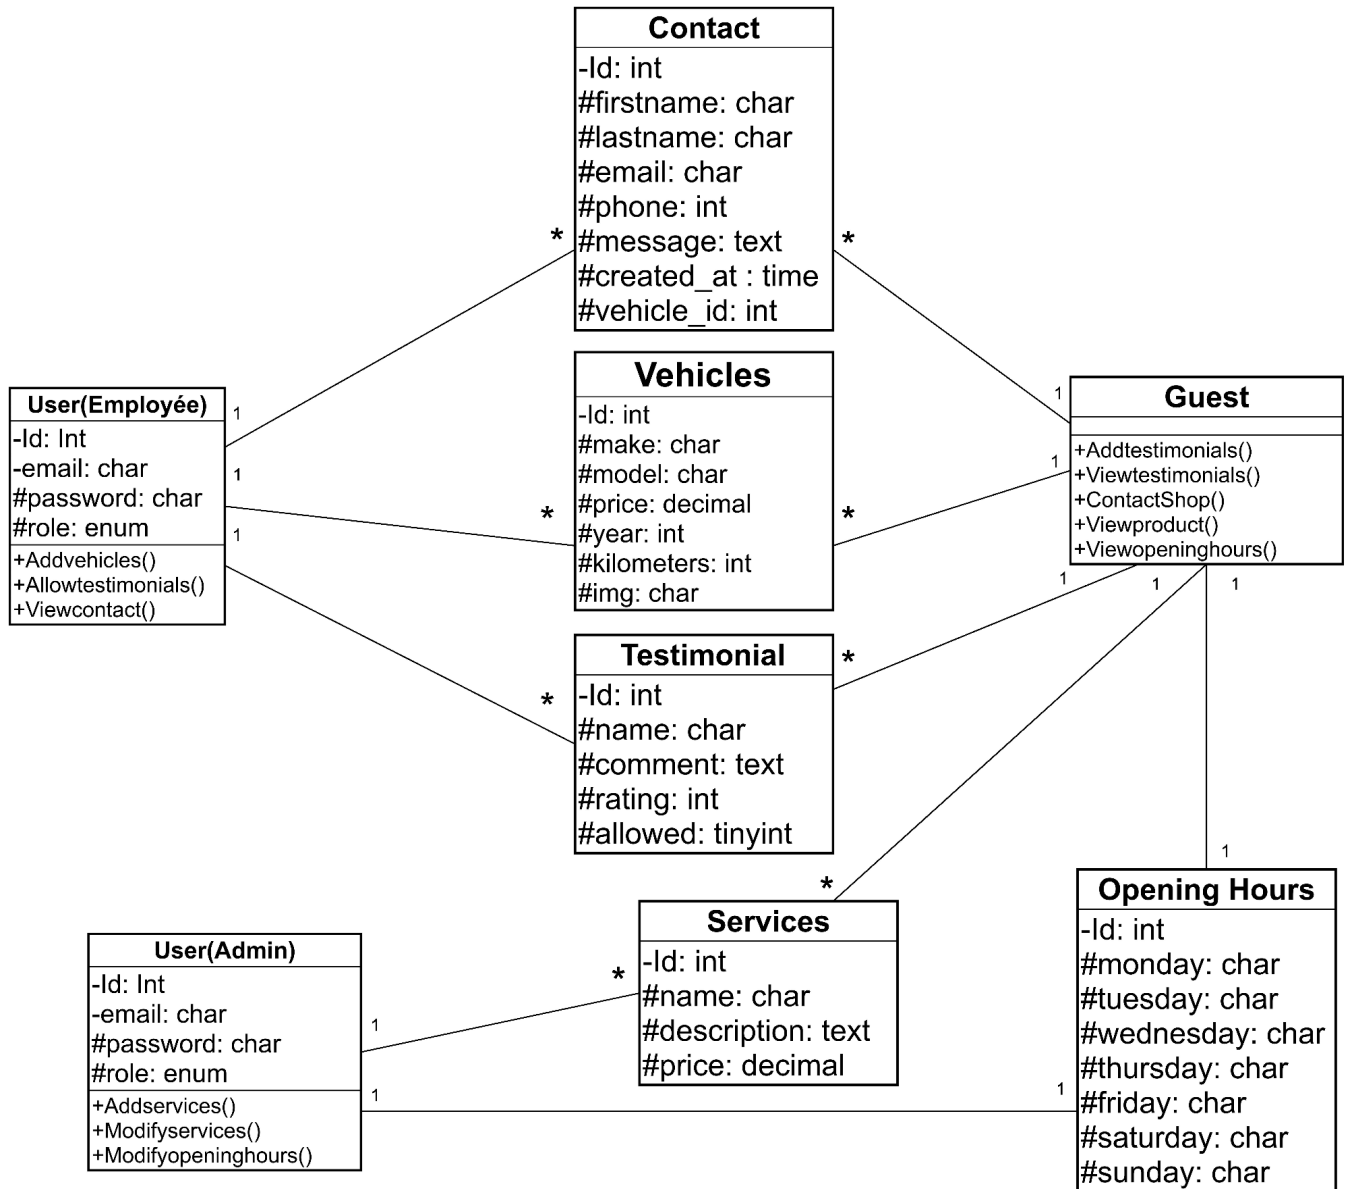 Contact
-Id: int
#firstname: char
#lastname: char
#email: char
#phone: int
#message: text
#created_at : time
#vehicle_id: int
*
*
1
1
User(Employée)
-Id: Int
-email: char
#password: char
#role: enum
+Addvehicles()
+Allowtestimonials()
+Viewcontact()
1
1
*
*
Vehicles
-Id: int
#make: char
#model: char
#price: decimal
#year: int
#kilometers: int
#img: char
*
*
1
Guest
+Addtestimonials()
+Viewtestimonials()
+ContactShop()
+Viewproduct()
+Viewopeninghours()
1
1
1
Testimonial
-Id: int
#name: char
#comment: text
#rating: int
#allowed: tinyint
*
1
User(Admin)
-Id: Int
-email: char
#password: char
#role: enum
+Addservices()
+Modifyservices()
+Modifyopeninghours()
1
1
*
Services
-Id: int
#name: char
#description: text
#price: decimal
1
Opening Hours
-Id: int
#monday: char
#tuesday: char
#wednesday: char
#thursday: char
#friday: char
#saturday: char
#sunday: char